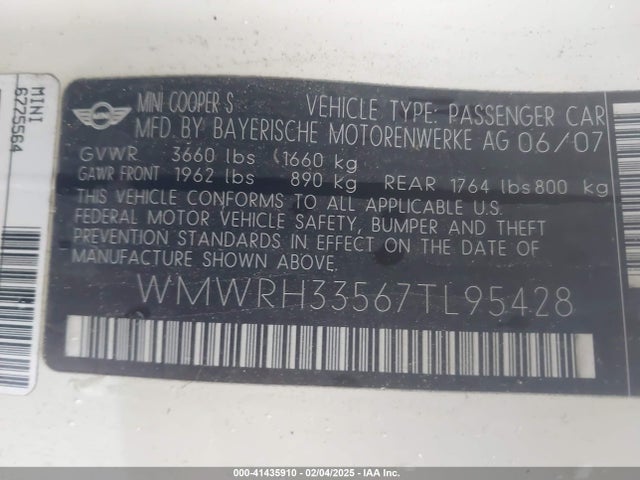 MINI
6725564
MINI COOPER S VEHICLE TYPE: PASSENGER CAR
MFD. BY BAYERISCHE MOTORENWERKE AG 06/07
GVWR 3660 lbs (1660 kg
GAWR FRONT 1962 lbs 890 kg REAR 1764 lbs 800 kg
THIS VEHICLE CONFORMS TO ALL APPLICABLE U.S.
FEDERAL MOTOR VEHICLE SAFETY, BUMPER AND THEFT
PREVENTION STANDARDS IN EFFECT ON THE DATE OF
MANUFACTURE SHOWN ABOVE.
WMWRH33567TL95428
000-41435910 - 02/04/2025 - IAA Inc.